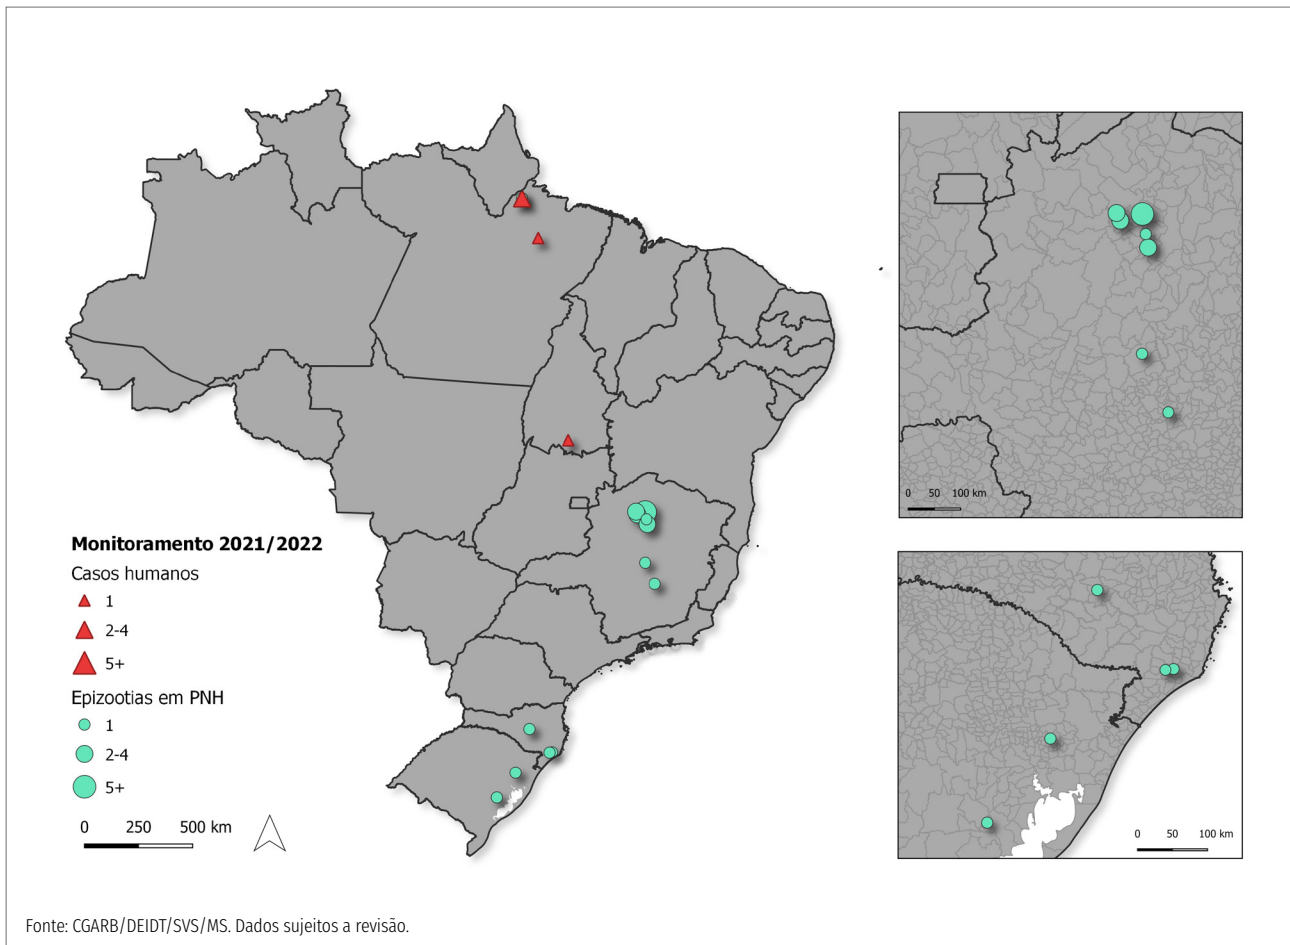 Monitoramento 2021/2022
Casos humanos
1
2-4
5+
Epizootias em PNH
1
2-4
5+
0 250 500 km
0 50 100 km
0 50 100 km
Fonte: CGARB/DEIDT/SVS/MS. Dados sujeitos a revisão.